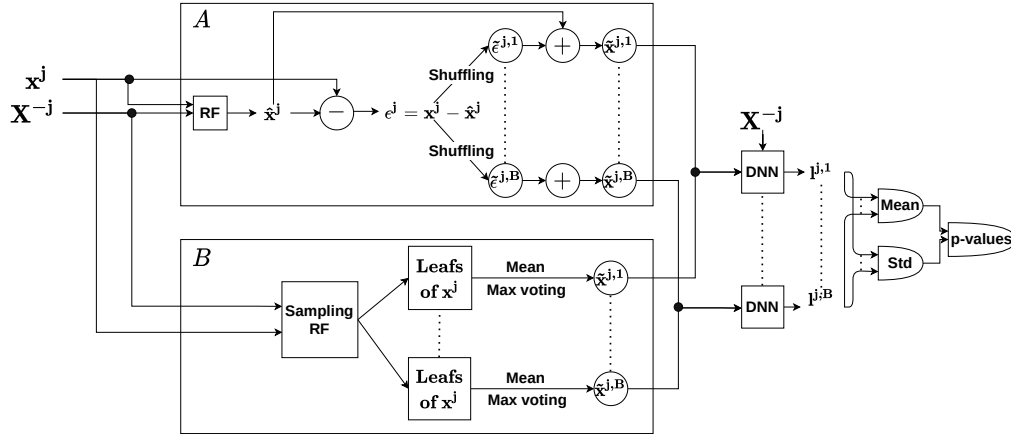 A
x^j
X^{-j}
RF
x̂^j
−
ϵ^j = x^j − x̂^j
Shuffling
Shuffling
ϵ̃^{j,1}
+
x̃^{j,1}
ϵ̃^{j,B}
+
x̃^{j,B}
B
Sampling
RF
Leafs
of x^j
Mean
Max voting
x̃^{j,1}
Leafs
of x^j
Mean
Max voting
x̃^{j,B}
X^{-j}
DNN
l^{j,1}
DNN
l^{j,B}
Mean
Std
p-values